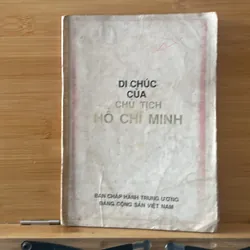 DI CHÚC
CỦA
CHỦ TỊCH
HỒ CHÍ MINH
BAN CHẤP HÀNH TRUNG ƯƠNG
ĐẢNG CỘNG SẢN VIỆT NAM